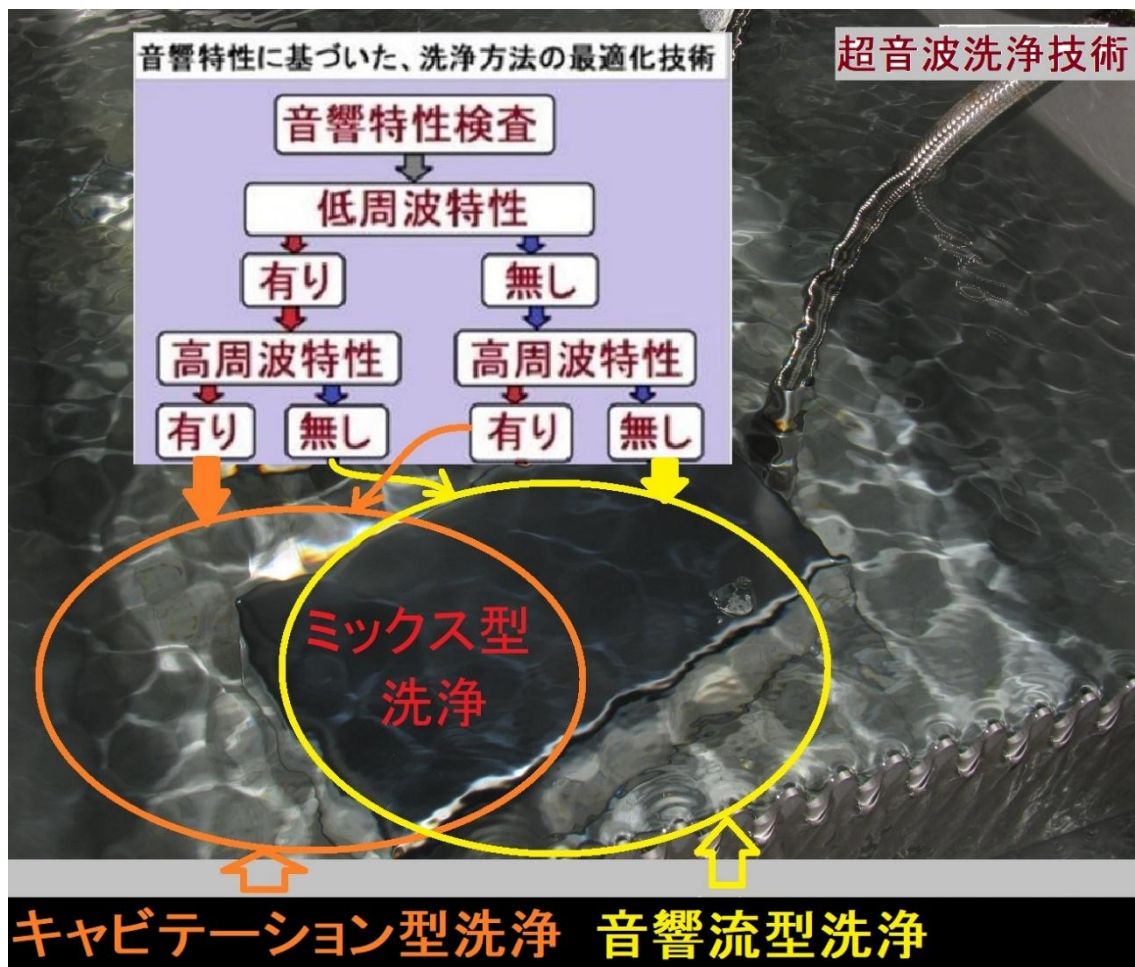 音響特性に基づいた、洗浄方法の最適化技術
超音波洗浄技術
音響特性検査
低周波特性
有り
無し
高周波特性
高周波特性
有り
無し
有り
無し
ミックス型
洗浄
キャビテーション型洗浄 音響流型洗浄